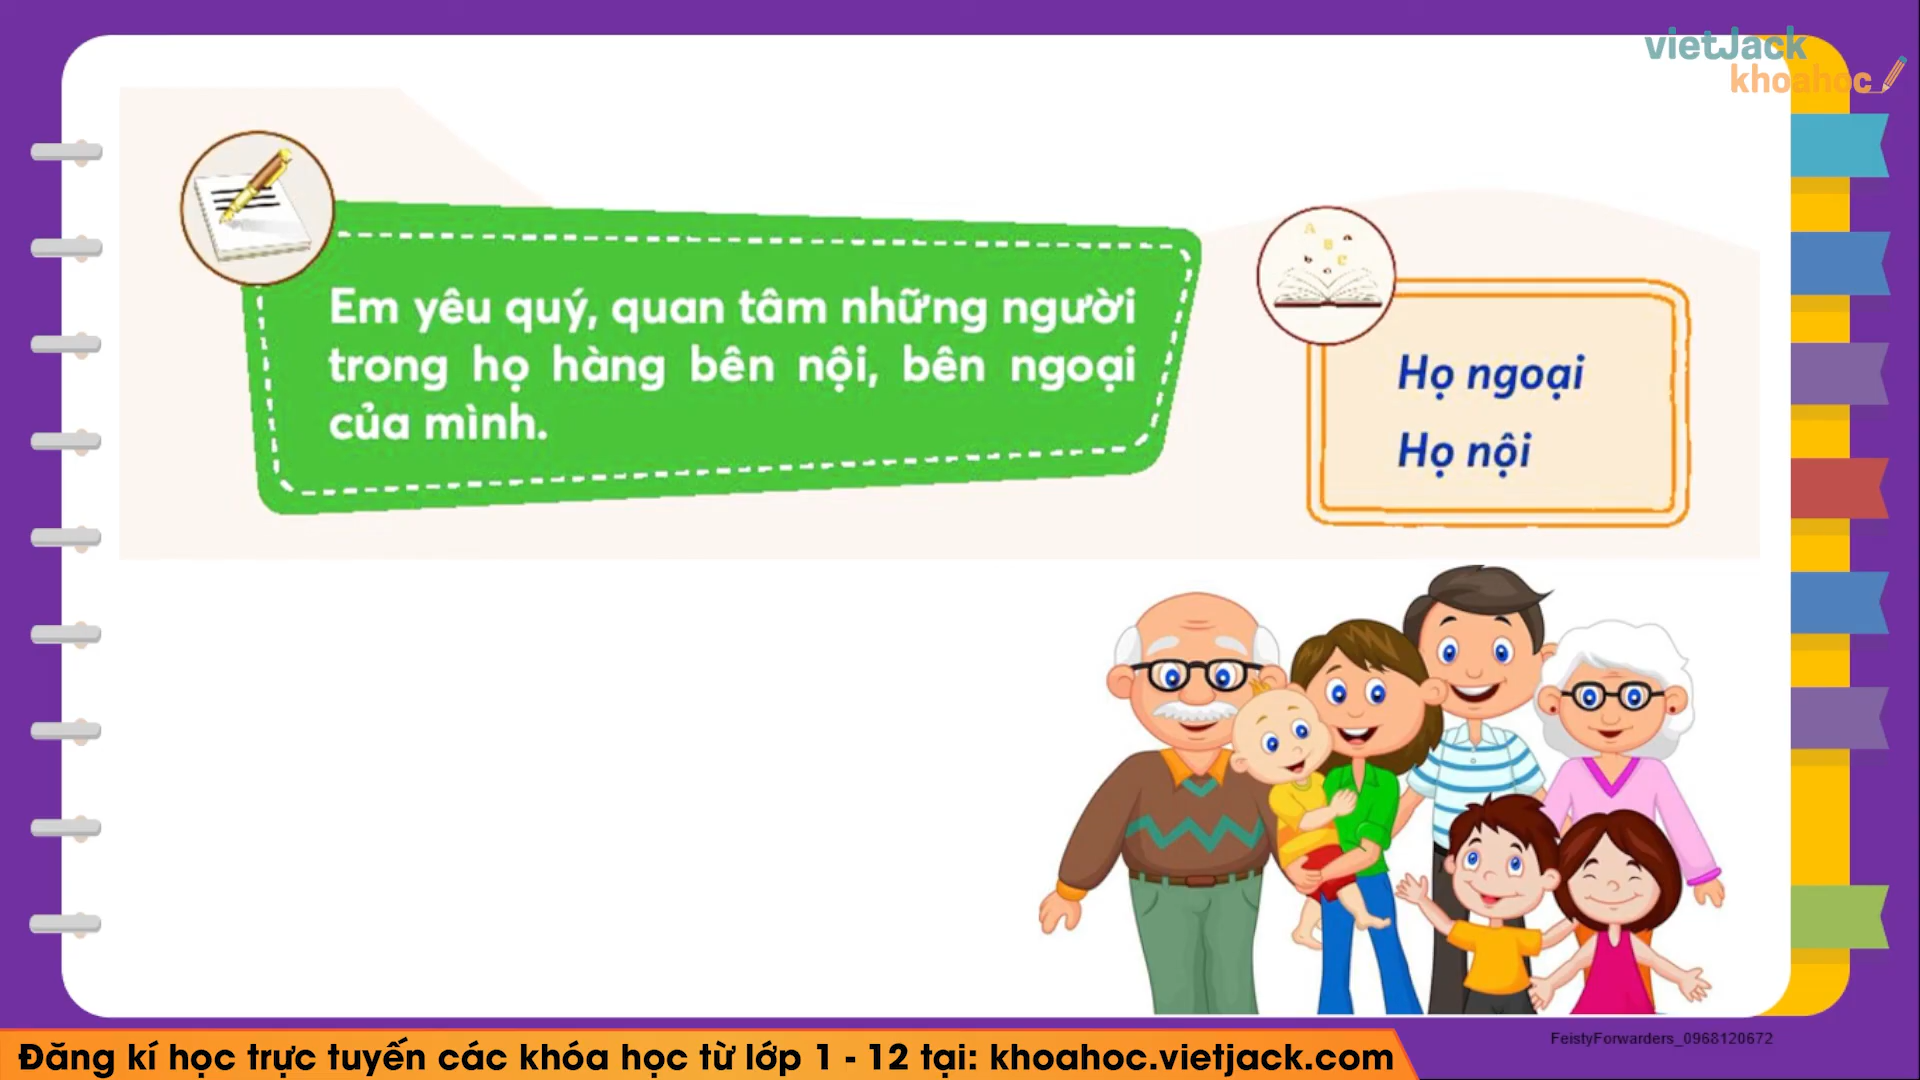 vietJack
khoahoc
Em yêu quý, quan tâm những người
trong họ hàng bên nội, bên ngoại
của mình.
Họ ngoại
Họ nội
FeistyForwarders_0968120672
Đăng kí học trực tuyến các khóa học từ lớp 1 - 12 tại: khoahoc.vietjack.com